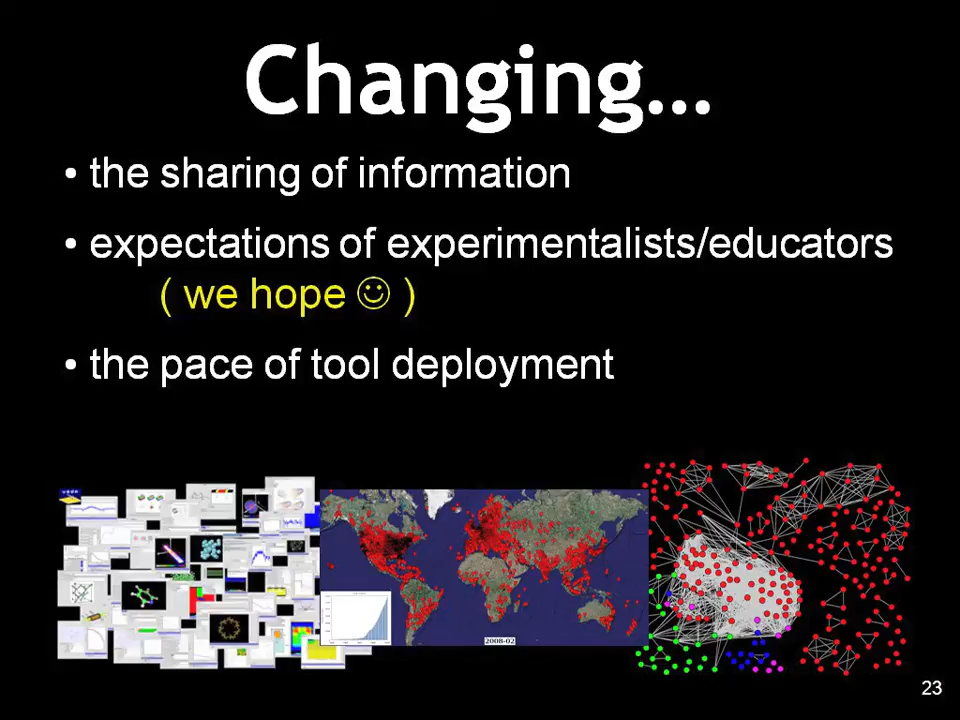 Changing...
• the sharing of information
• expectations of experimentalists/educators
( we hope ☺ )
• the pace of tool deployment
2008-02
23